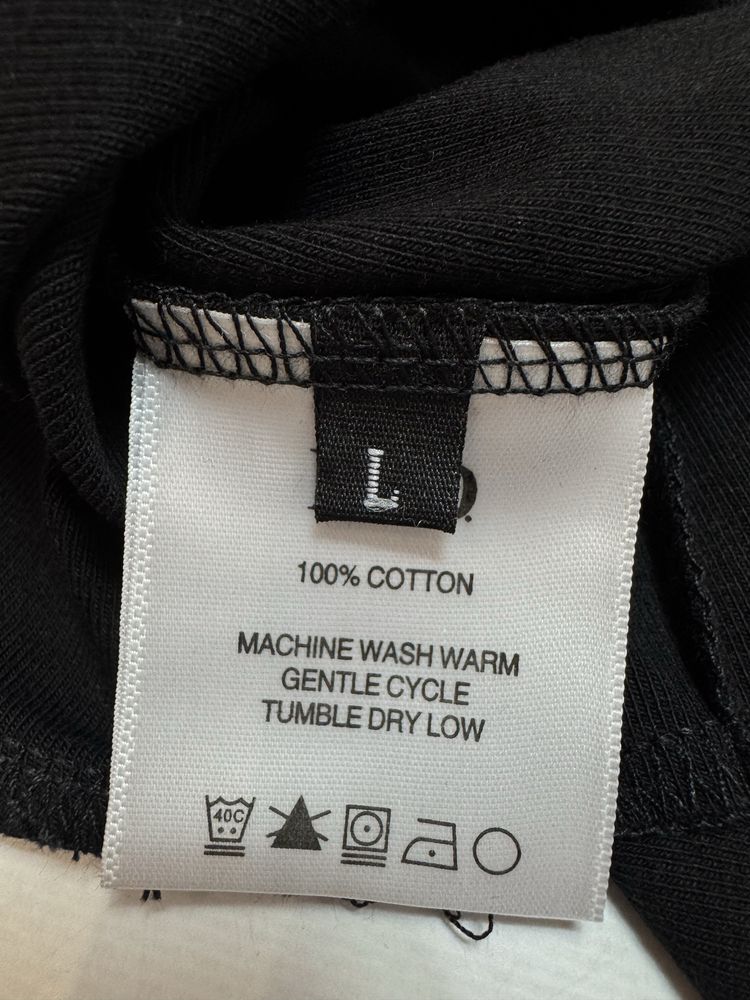 L
100% COTTON
MACHINE WASH WARM
GENTLE CYCLE
TUMBLE DRY LOW
40C